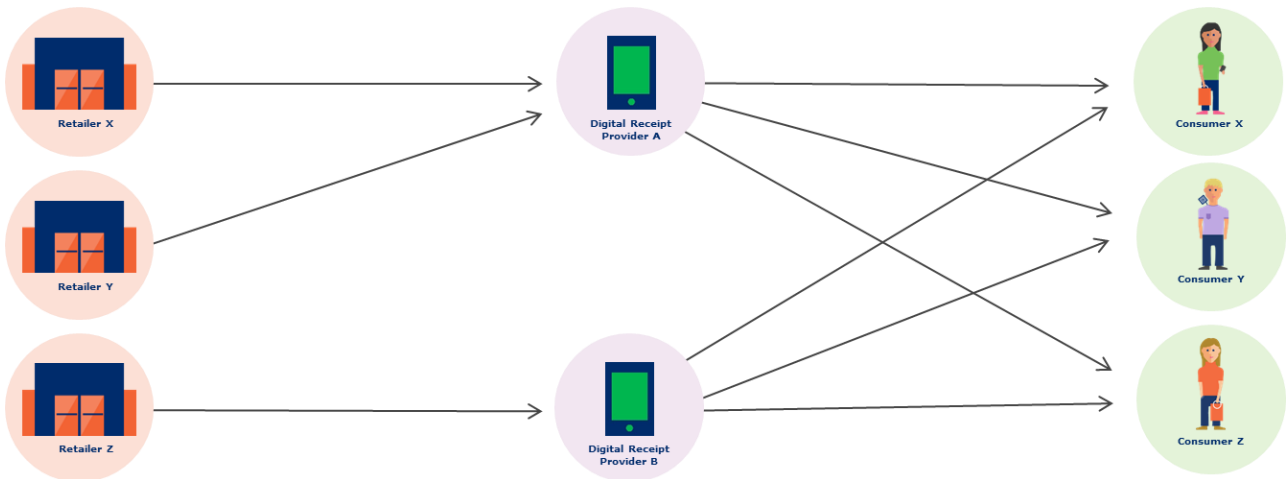 Retailer X
Digital Receipt
Provider A
Consumer X
Retailer Y
Consumer Y
Retailer Z
Digital Receipt
Provider B
Consumer Z